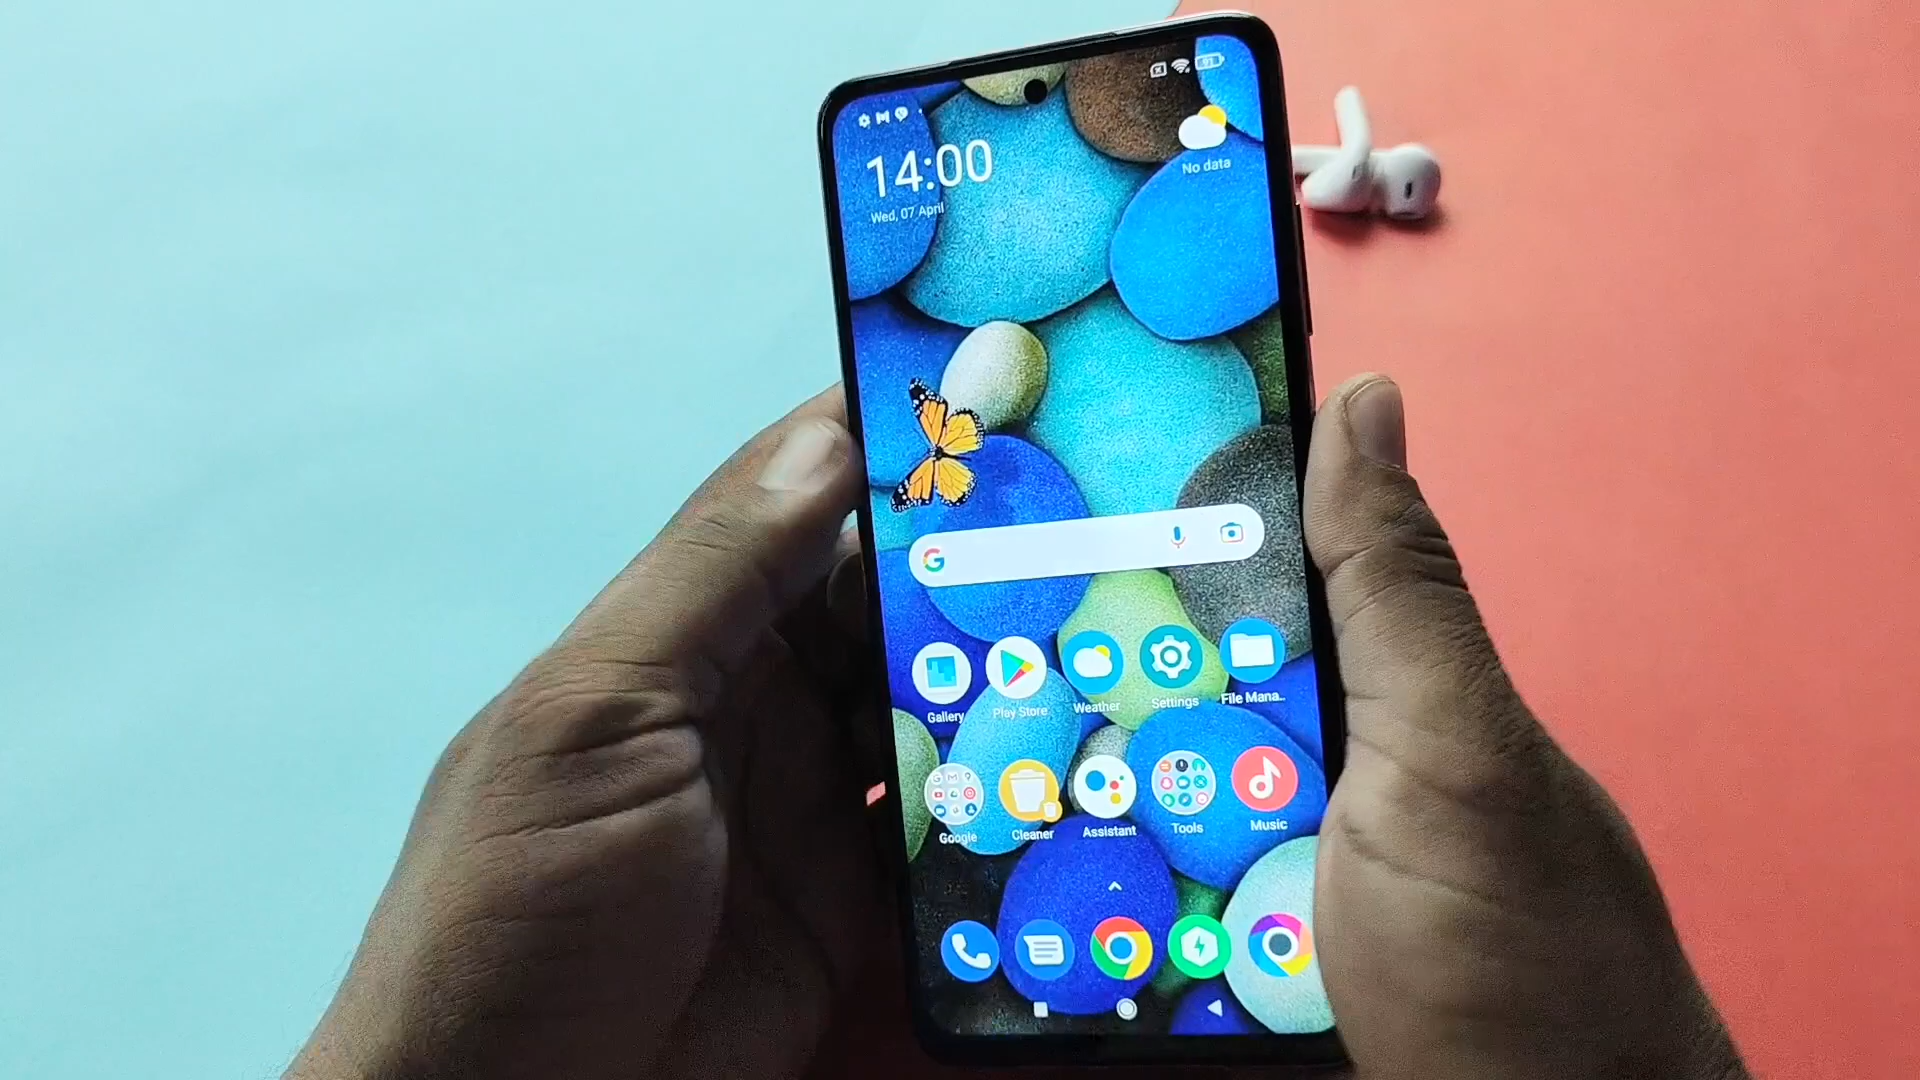 91
14:00
Wed, 07 April
No data
Gallery
Play Store
Weather
Settings
File Mana..
Google
Cleaner
Assistant
Tools
Music